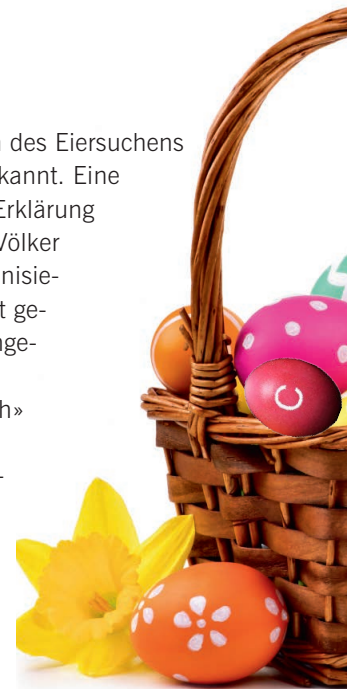 des Eiersuchens
kannt. Eine
Erklärung
Völker
nisie-
t ge-
nge-
h»
-
C